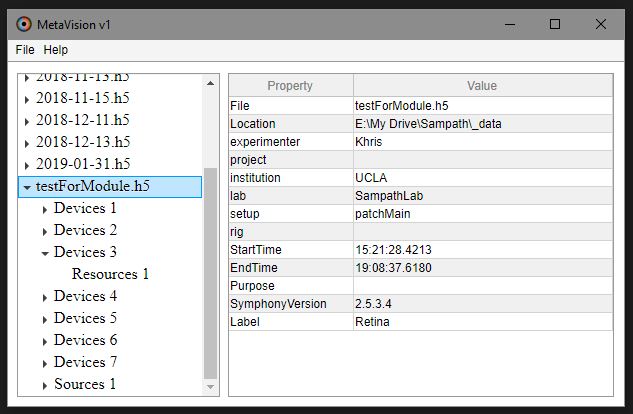 MetaVision v1
File Help
2018-11-13.h5
2018-11-15.h5
2018-12-11.h5
2018-12-13.h5
2019-01-31.h5
testForModule.h5
Devices 1
Devices 2
Devices 3
Resources 1
Devices 4
Devices 5
Devices 6
Devices 7
Sources 1
Property Value
File testForModule.h5
Location E:\My Drive\Sampath\_data
experimenter Khris
project
institution UCLA
lab SampathLab
setup patchMain
rig
StartTime 15:21:28.4213
EndTime 19:08:37.6180
Purpose
SymphonyVersion 2.5.3.4
Label Retina